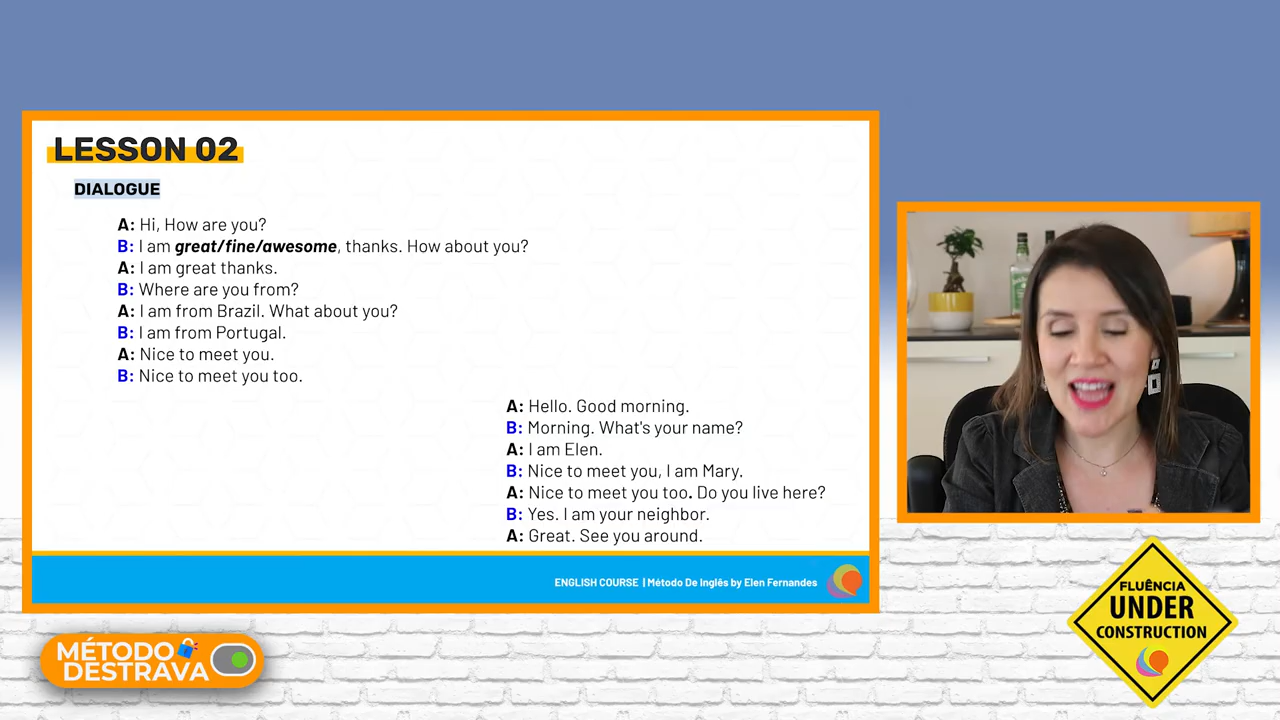 LESSON 02
DIALOGUE
A: Hi, How are you?
B: I am great/fine/awesome, thanks. How about you?
A: I am great thanks.
B: Where are you from?
A: I am from Brazil. What about you?
B: I am from Portugal.
A: Nice to meet you.
B: Nice to meet you too.
A: Hello. Good morning.
B: Morning. What's your name?
A: I am Elen.
B: Nice to meet you, I am Mary.
A: Nice to meet you too. Do you live here?
B: Yes. I am your neighbor.
A: Great. See you around.
ENGLISH COURSE | Método De Inglês by Elen Fernandes
MÉTODO
DESTRAVA
FLUÊNCIA
UNDER
CONSTRUCTION